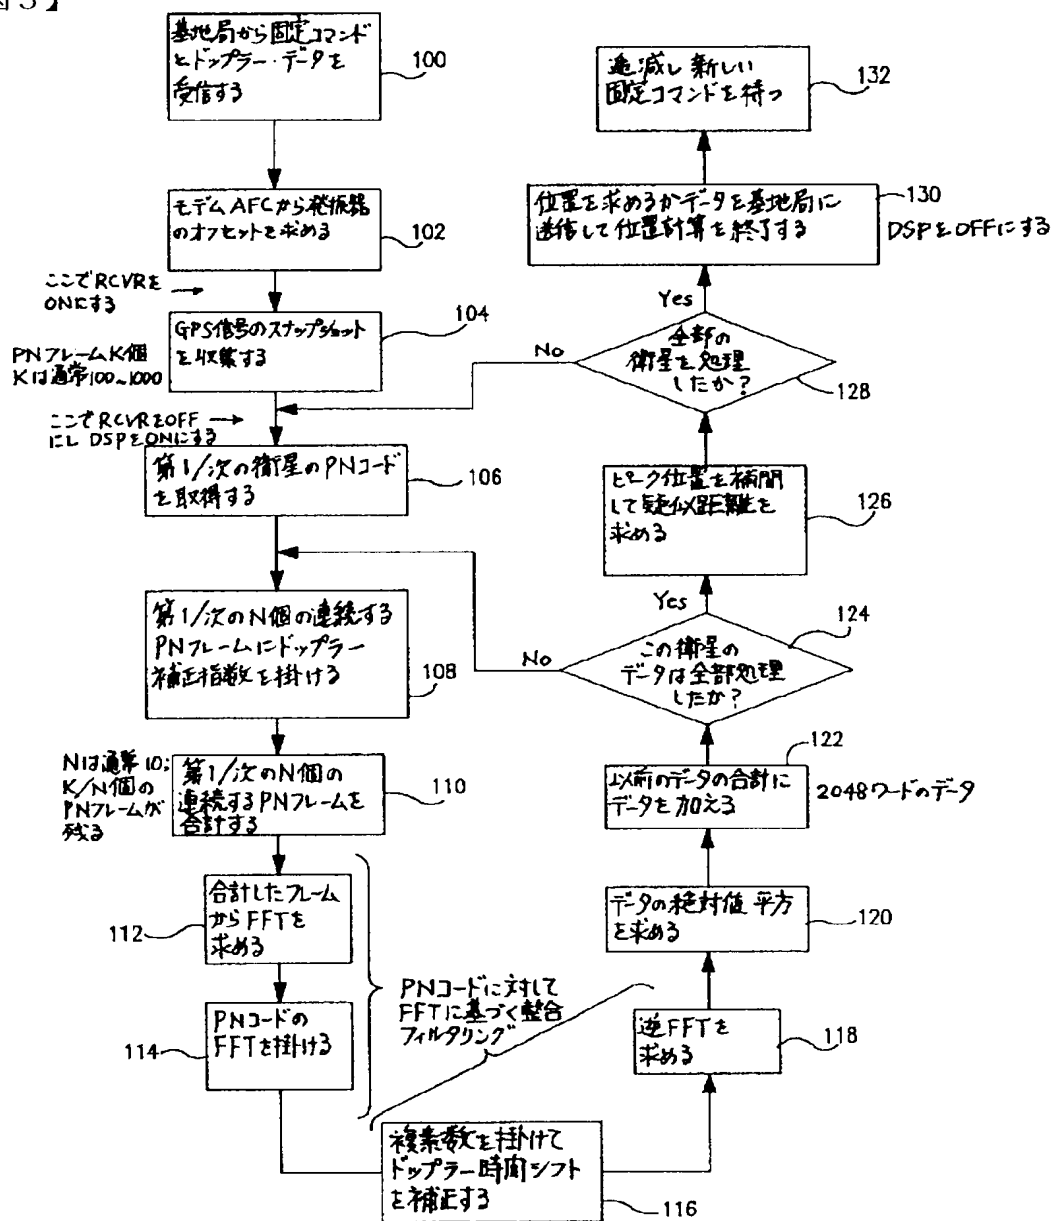 図3】
基地局から固定コマンド
とドップラー・データを
受信する
100
モデムAFCから発振器
のオフセットを求める
102
ここでRCVRを
ONにする
GPS信号のスナップショット
を収集する
104
PNフレームK個
Kは通常100~1000
ここでRCVRをOFF
にし DSPをONにする
第1/次の衛星のPNコード
を取得する
106
第1/次のN個の連続する
PNフレームにドップラー
補正指数を掛ける
108
Nは通常10;
K/N個の
PNフレームが
残る
第1/次のN個の
連続するPNフレームを
合計する
110
合計したフレーム
からFFTを
求める
112
PNコードの
FFTを掛ける
114
PNコードに対して
FFTに基づく整合
フィルタリング
複素数を掛けて
ドップラー時間シフト
を補正する
116
逆FFTを
求める
118
データの絶対値平方
を求める
120
以前のデータの合計に
データを加える
122
2048ワードのデータ
この衛星の
データは全部処理
したか?
124
No
Yes
ピーク位置を補間
して疑似距離を
求める
126
全部の
衛星を処理
したか?
128
No
Yes
位置を求めるかデータを基地局に
送信して位置計算を終了する
130
DSPをOFFにする
逓減し新しい
固定コマンドを待つ
132